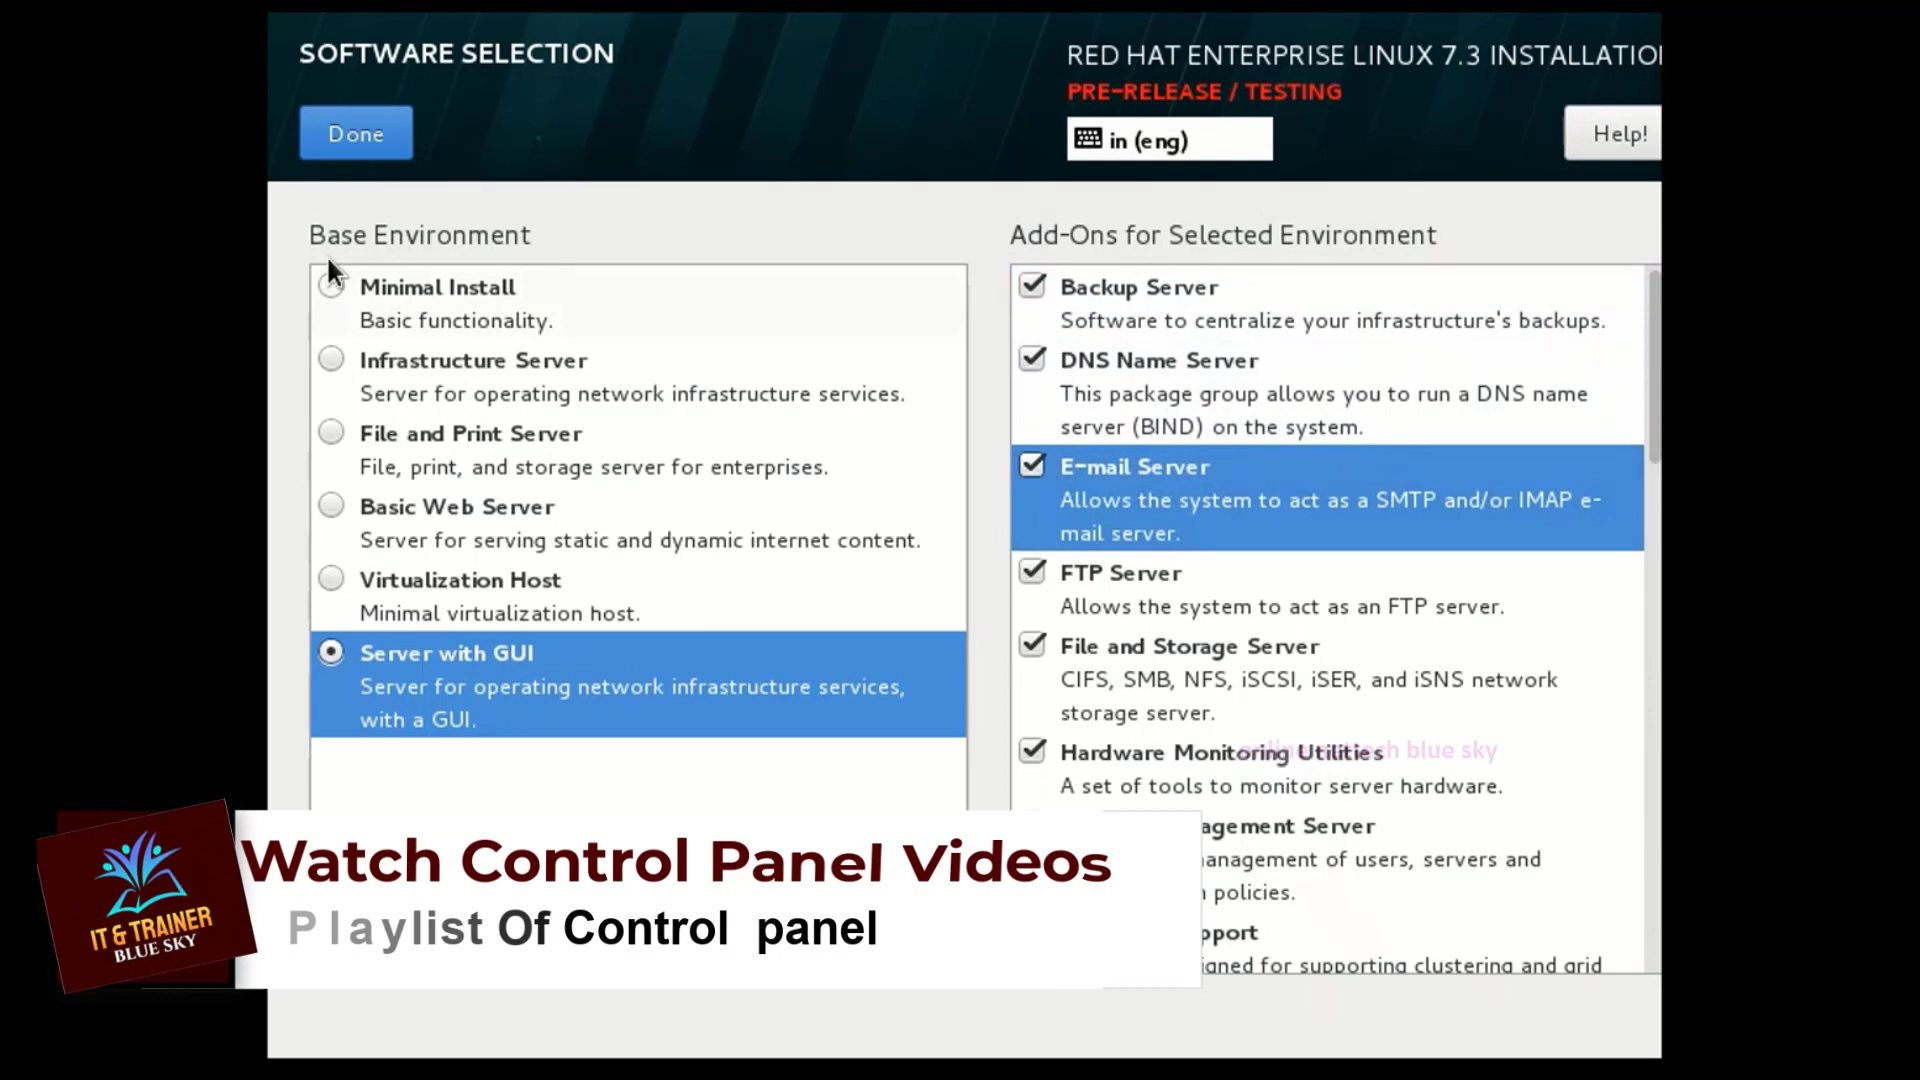 SOFTWARE SELECTION
RED HAT ENTERPRISE LINUX 7.3 INSTALLATIO
PRE-RELEASE / TESTING
Done
in (eng)
Help!
Base Environment
Minimal Install
Basic functionality.
Infrastructure Server
Server for operating network infrastructure services.
File and Print Server
File, print, and storage server for enterprises.
Basic Web Server
Server for serving static and dynamic internet content.
Virtualization Host
Minimal virtualization host.
Server with GUI
Server for operating network infrastructure services,
with a GUI.
Add-Ons for Selected Environment
Backup Server
Software to centralize your infrastructure's backups.
DNS Name Server
This package group allows you to run a DNS name
server (BIND) on the system.
E-mail Server
Allows the system to act as a SMTP and/or IMAP e-
mail server.
FTP Server
Allows the system to act as an FTP server.
File and Storage Server
CIFS, SMB, NFS, iSCSI, iSER, and iSNS network
storage server.
Hardware Monitoring Utilities
blue sky
A set of tools to monitor server hardware.
agement Server
anagement of users, servers and
policies.
pport
igned for supporting clustering and grid
Watch Control Panel Videos
Playlist Of Control panel
IT & TRAINER
BLUE SKY